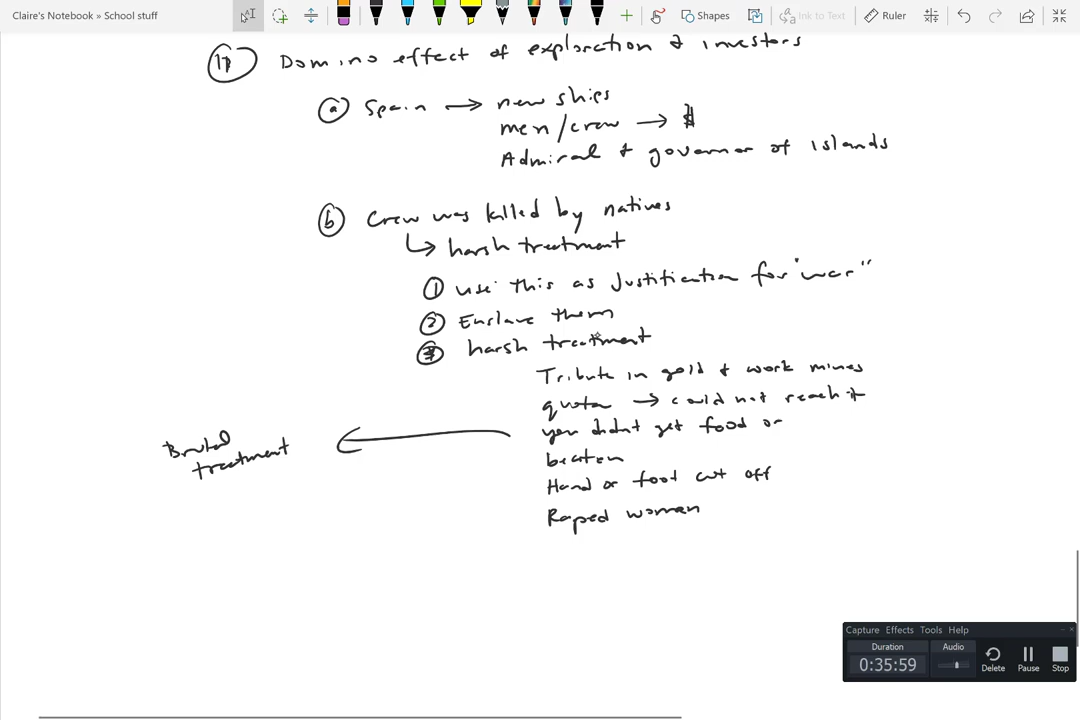 Claire's Notebook » School stuff
Shapes
Ink to Text
Ruler
Domino effect of exploration & investors
a Spain → new ships
men/crew → $
Admiral + governor of islands
b Crew was killed by natives
↳ harsh treatment
1 use this as Justification for "war"
2 Enslave them
harsh treatment
Tribute in gold + work mines
quota → could not reach it
you didnt get food or
beaten
Brutal
treatment
Hand or foot cut off
Raped women
Capture Effects Tools Help
Duration Audio
0:35:59
Delete Pause Stop